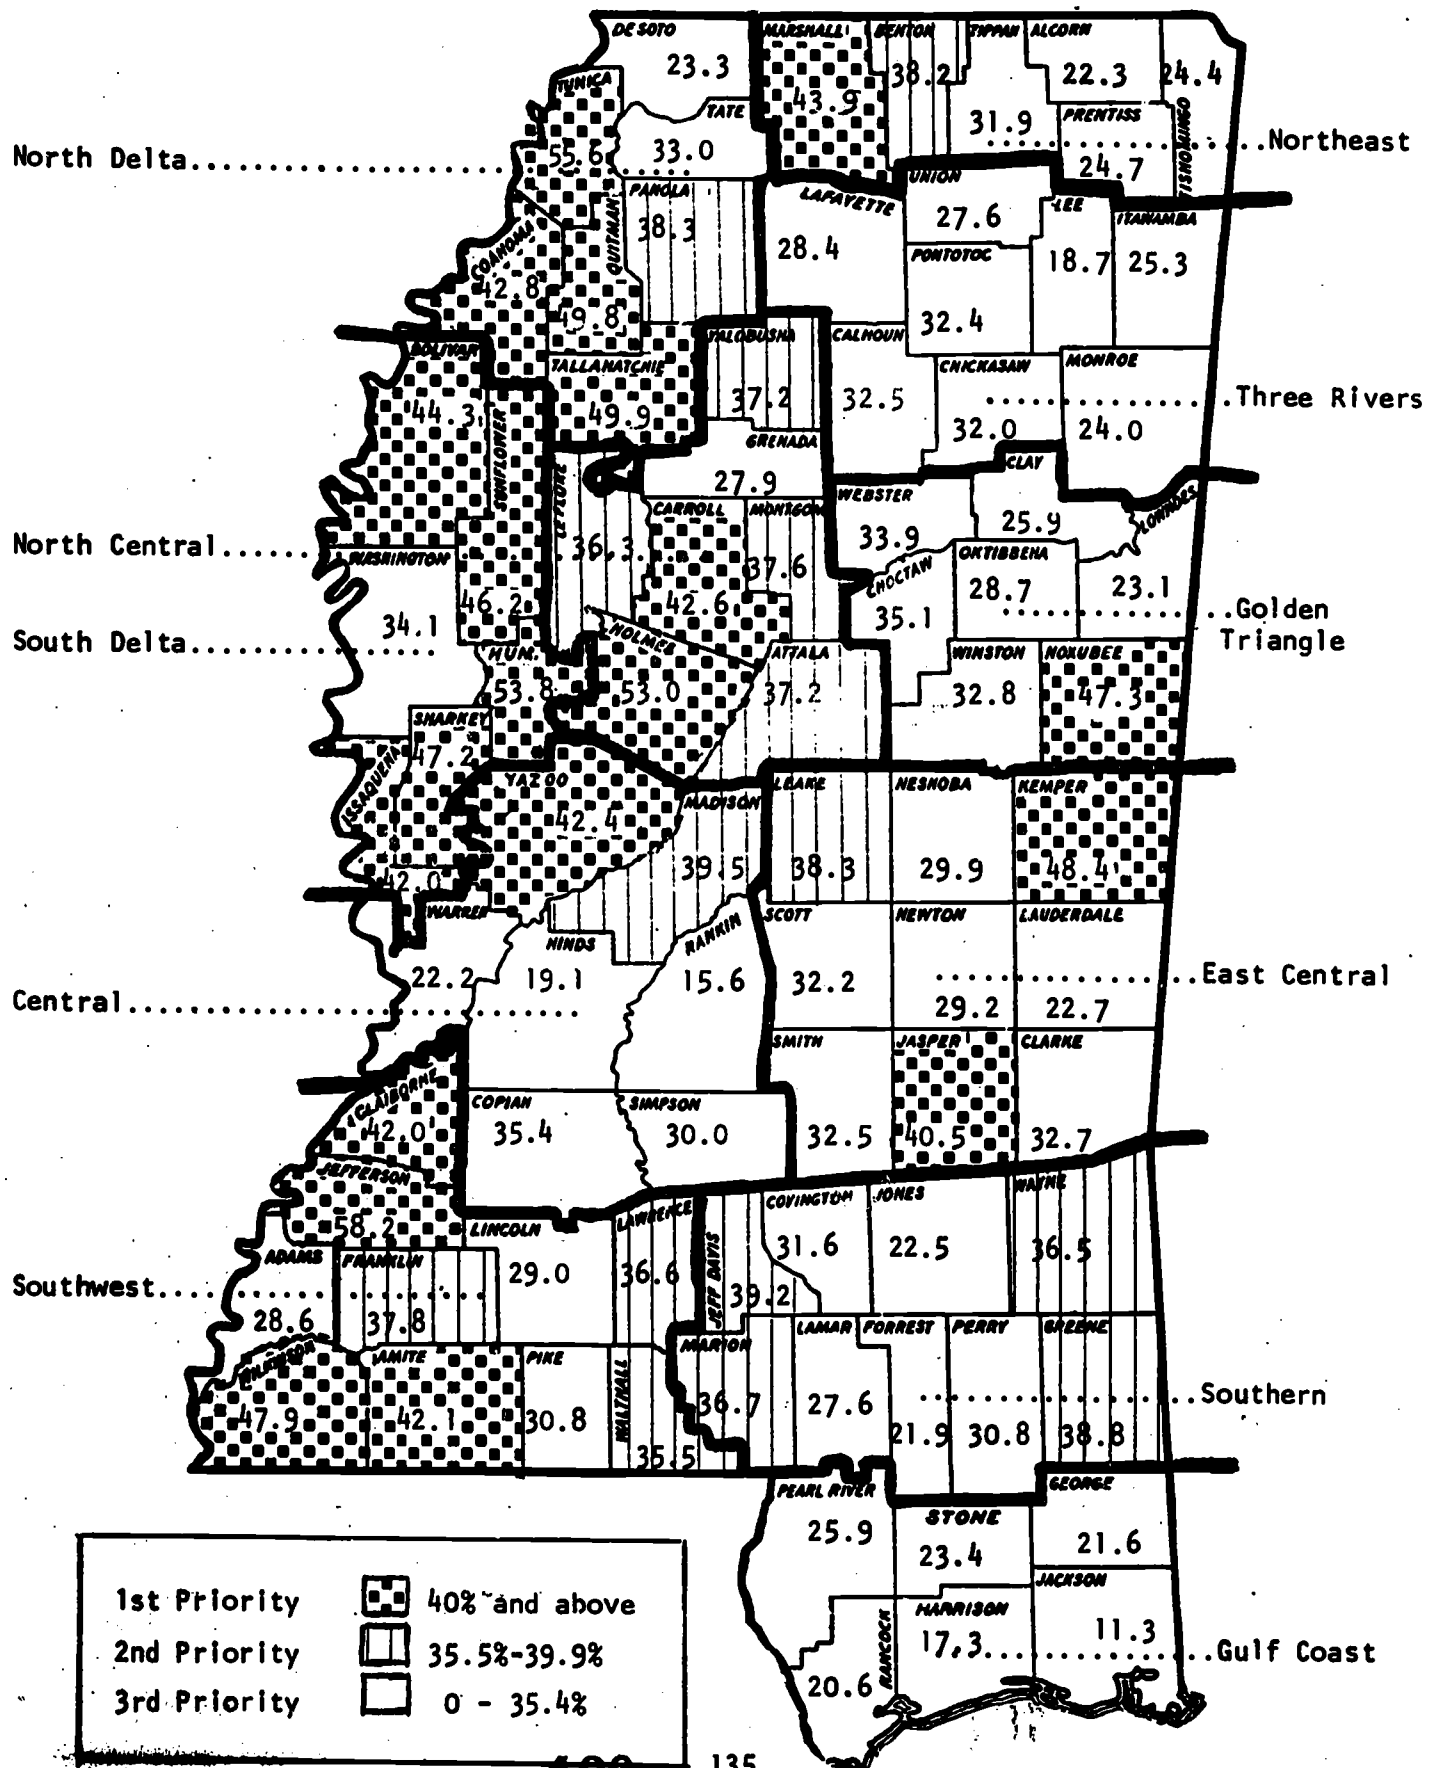 DE SOTO
MARSHALL
BENTON
TIPPAH
ALCORN
23.3
38.2
22.3
24.4
TUNICA
43.9
TATE
31.9
PRENTISS
TISHOMINGO
North Delta
55.6
33.0
24.7
Northeast
PANOLA
LAFAYETTE
UNION
LEE
ITAWAMBA
QUITMAN
38.3
27.6
COAHOMA
28.4
PONTOTOC
18.7
25.3
42.8
49.8
32.4
BOLIVAR
YALOBUSHA
CALHOUN
TALLAHATCHIE
CHICKASAW
MONROE
44.3
SUNFLOWER
49.9
37.2
32.5
Three Rivers
32.0
24.0
GRENADA
LEFLORE
27.9
CLAY
WEBSTER
LOWNDES
CARROLL
MONTGOM
25.9
North Central
36.3
33.9
OKTIBBEHA
WASHINGTON
37.6
CHOCTAW
28.7
23.1
46.2
42.6
35.1
Golden
Triangle
34.1
South Delta
HUM.
HOLMES
ATTALA
WINSTON
NOXUBEE
53.8
53.0
37.2
32.8
47.3
SHARKEY
47.2
ISSAQUENA
YAZOO
MADISON
LEAKE
NESHOBA
KEMPER
42.4
39.5
38.3
29.9
48.4
42.0
WARREN
HINDS
RANKIN
SCOTT
NEWTON
LAUDERDALE
22.2
19.1
15.6
32.2
East Central
Central
29.2
22.7
SMITH
JASPER
CLARKE
CLAIBORNE
COPIAH
SIMPSON
42.0
35.4
30.0
32.5
40.5
32.7
JEFFERSON
58.2
LINCOLN
LAWRENCE
COVINGTON
JONES
WAYNE
ADAMS
FRANKLIN
JEFF DAVIS
31.6
22.5
36.5
Southwest
29.0
36.6
39.2
28.6
37.8
LAMAR
FORREST
PERRY
GREENE
WILKINSON
AMITE
PIKE
WALTHALL
MARION
47.9
42.1
30.8
36.7
27.6
Southern
35.5
21.9
30.8
38.8
PEARL RIVER
GEORGE
25.9
STONE
23.4
21.6
JACKSON
HARRISON
HANCOCK
17.3
11.3
Gulf Coast
20.6
1st Priority 40% and above
2nd Priority 35.5%-39.9%
3rd Priority 0 - 35.4%
135